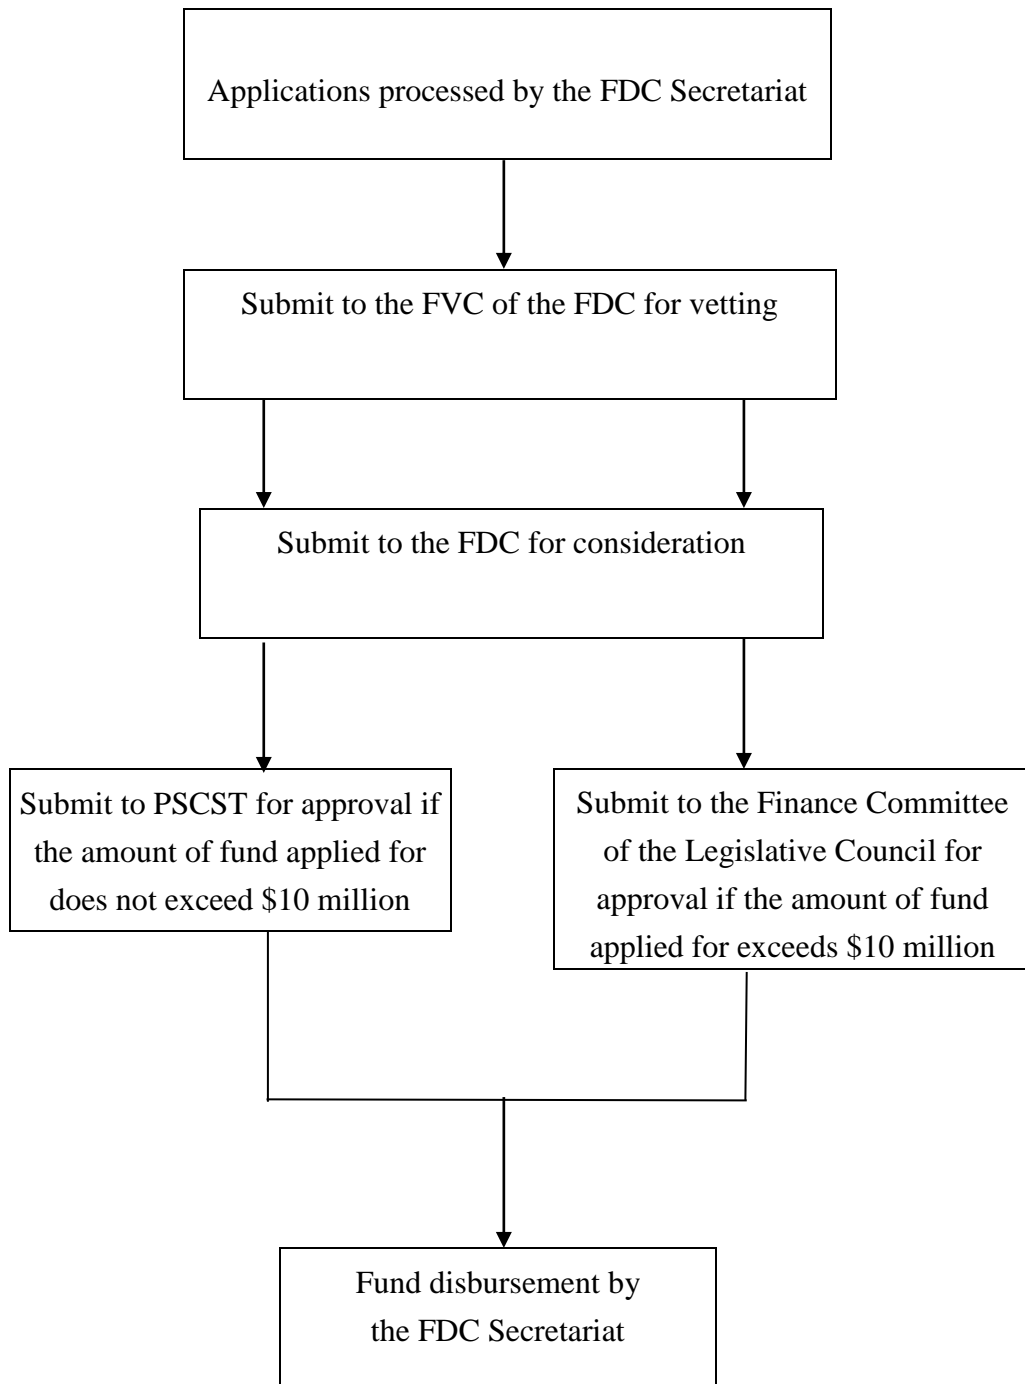 Applications processed by the FDC Secretariat
Submit to the FVC of the FDC for vetting
Submit to the FDC for consideration
Submit to PSCST for approval if
the amount of fund applied for
does not exceed $10 million
Submit to the Finance Committee
of the Legislative Council for
approval if the amount of fund
applied for exceeds $10 million
Fund disbursement by
the FDC Secretariat